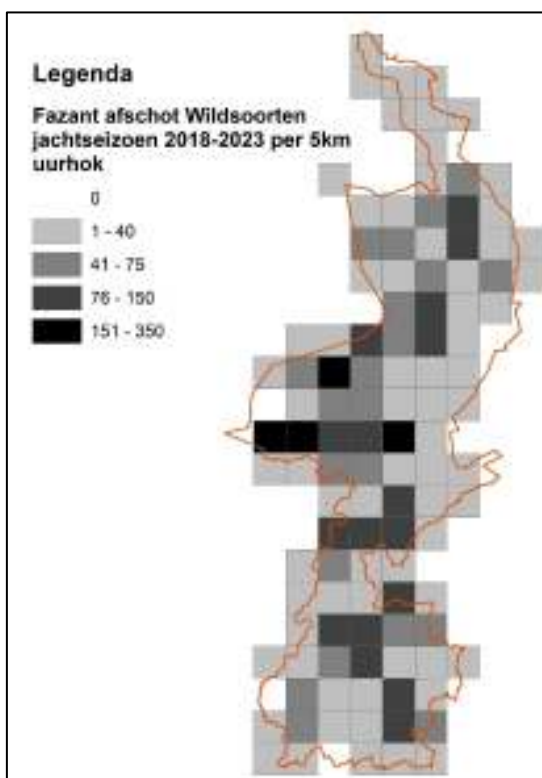 Legenda
Fazant afschot Wildsoorten
jachtseizoen 2018-2023 per 5km
uurhok
0
1 - 40
41 - 75
76 - 150
151 - 350